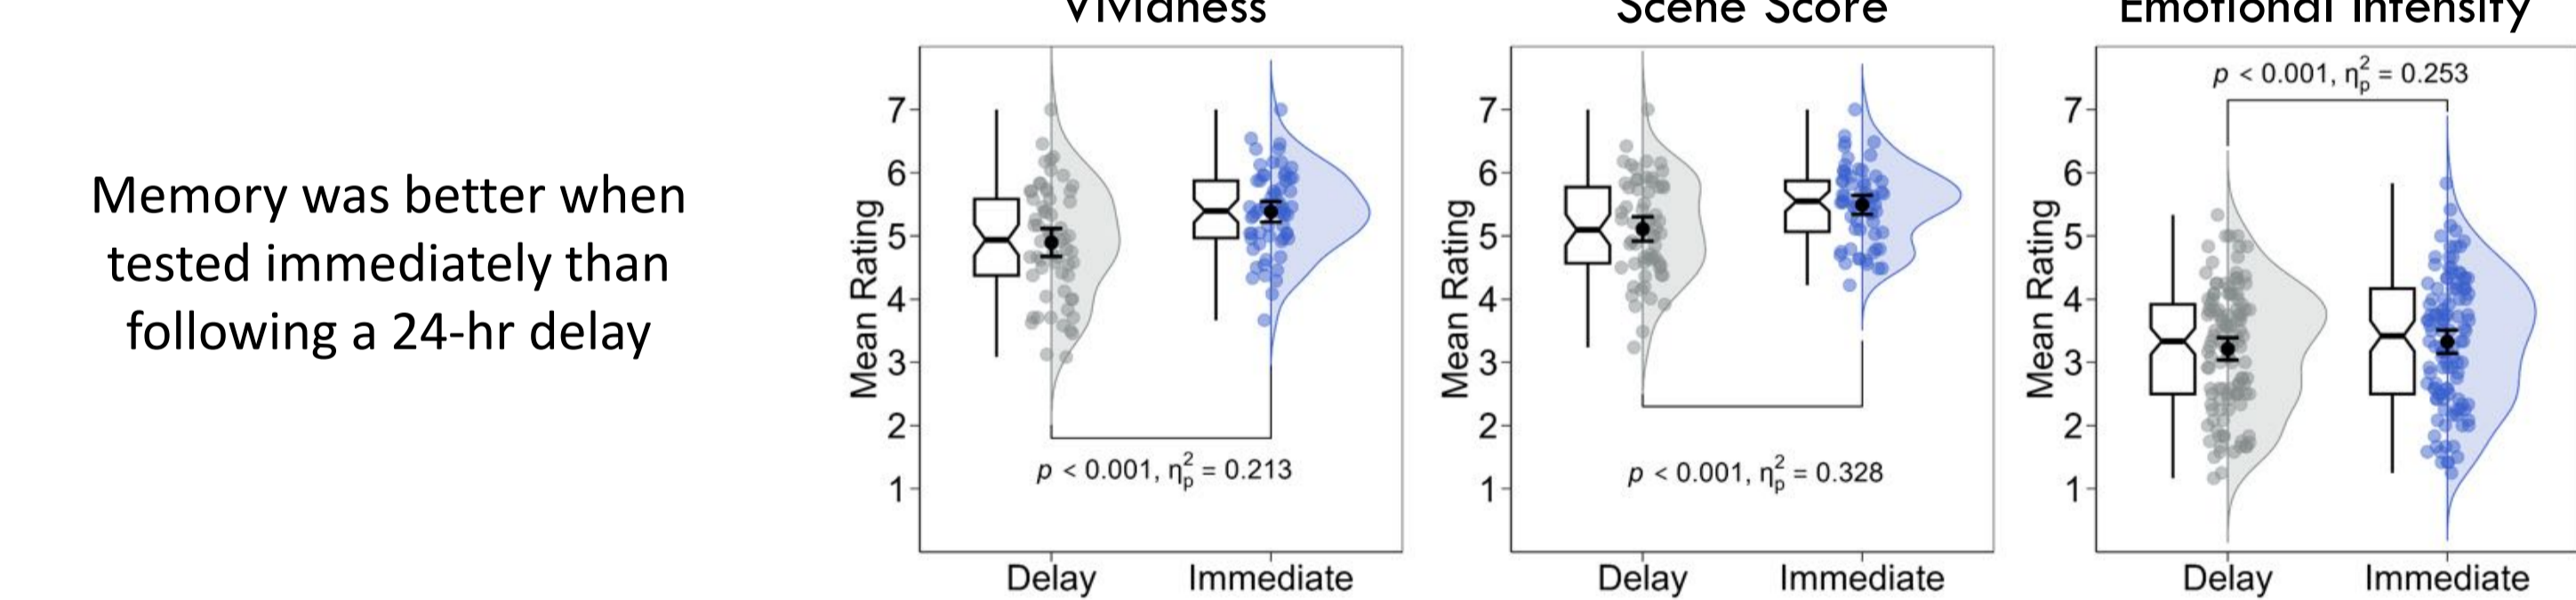 Memory was better when
tested immediately than
following a 24-hr delay
Vividness
Mean Rating
7
6
5
4
3
2
1
p < 0.001, η²p = 0.213
Delay Immediate
Scene Score
Mean Rating
7
6
5
4
3
2
1
p < 0.001, η²p = 0.328
Delay Immediate
Emotional Intensity
p < 0.001, η²p = 0.253
Mean Rating
7
6
5
4
3
2
1
Delay Immediate